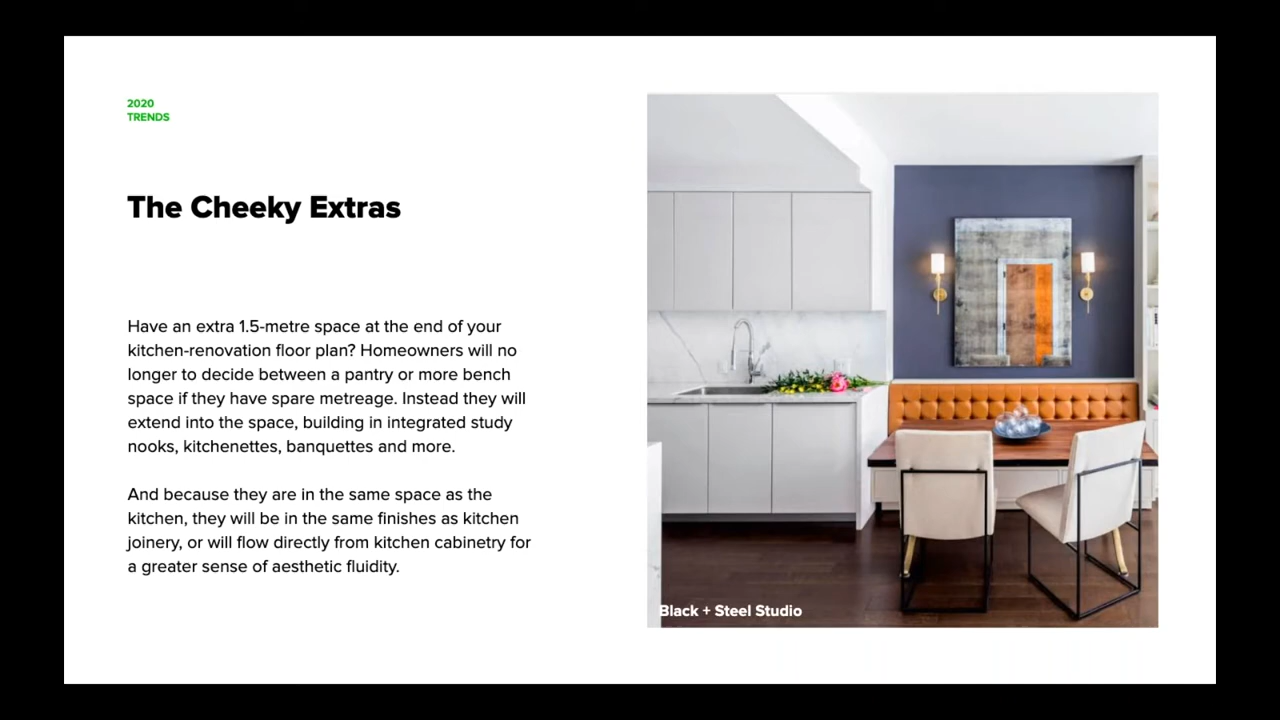 2020
TRENDS
The Cheeky Extras
Have an extra 1.5-metre space at the end of your
kitchen-renovation floor plan? Homeowners will no
longer to decide between a pantry or more bench
space if they have spare metreage. Instead they will
extend into the space, building in integrated study
nooks, kitchenettes, banquettes and more.
And because they are in the same space as the
kitchen, they will be in the same finishes as kitchen
joinery, or will flow directly from kitchen cabinetry for
a greater sense of aesthetic fluidity.
Black + Steel Studio